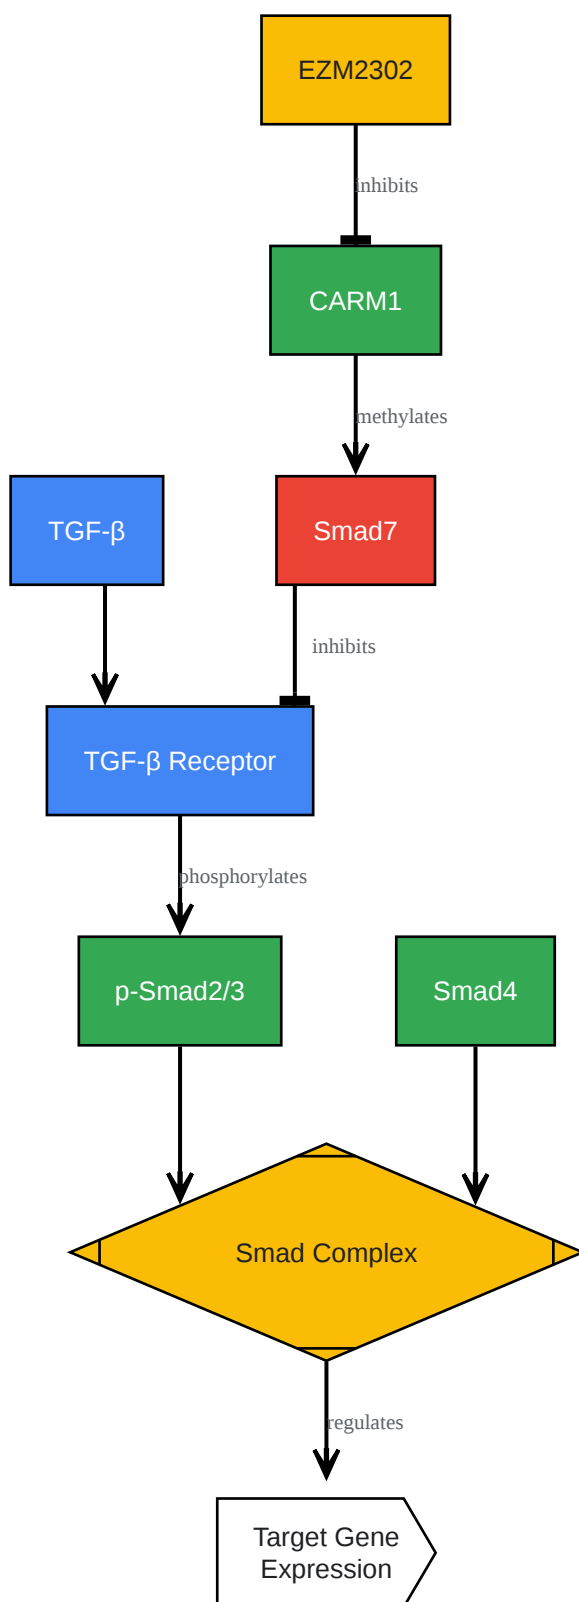 EZM2302
inhibits
CARM1
methylates
TGF-β
Smad7
inhibits
TGF-β Receptor
phosphorylates
p-Smad2/3
Smad4
Smad Complex
regulates
Target Gene
Expression